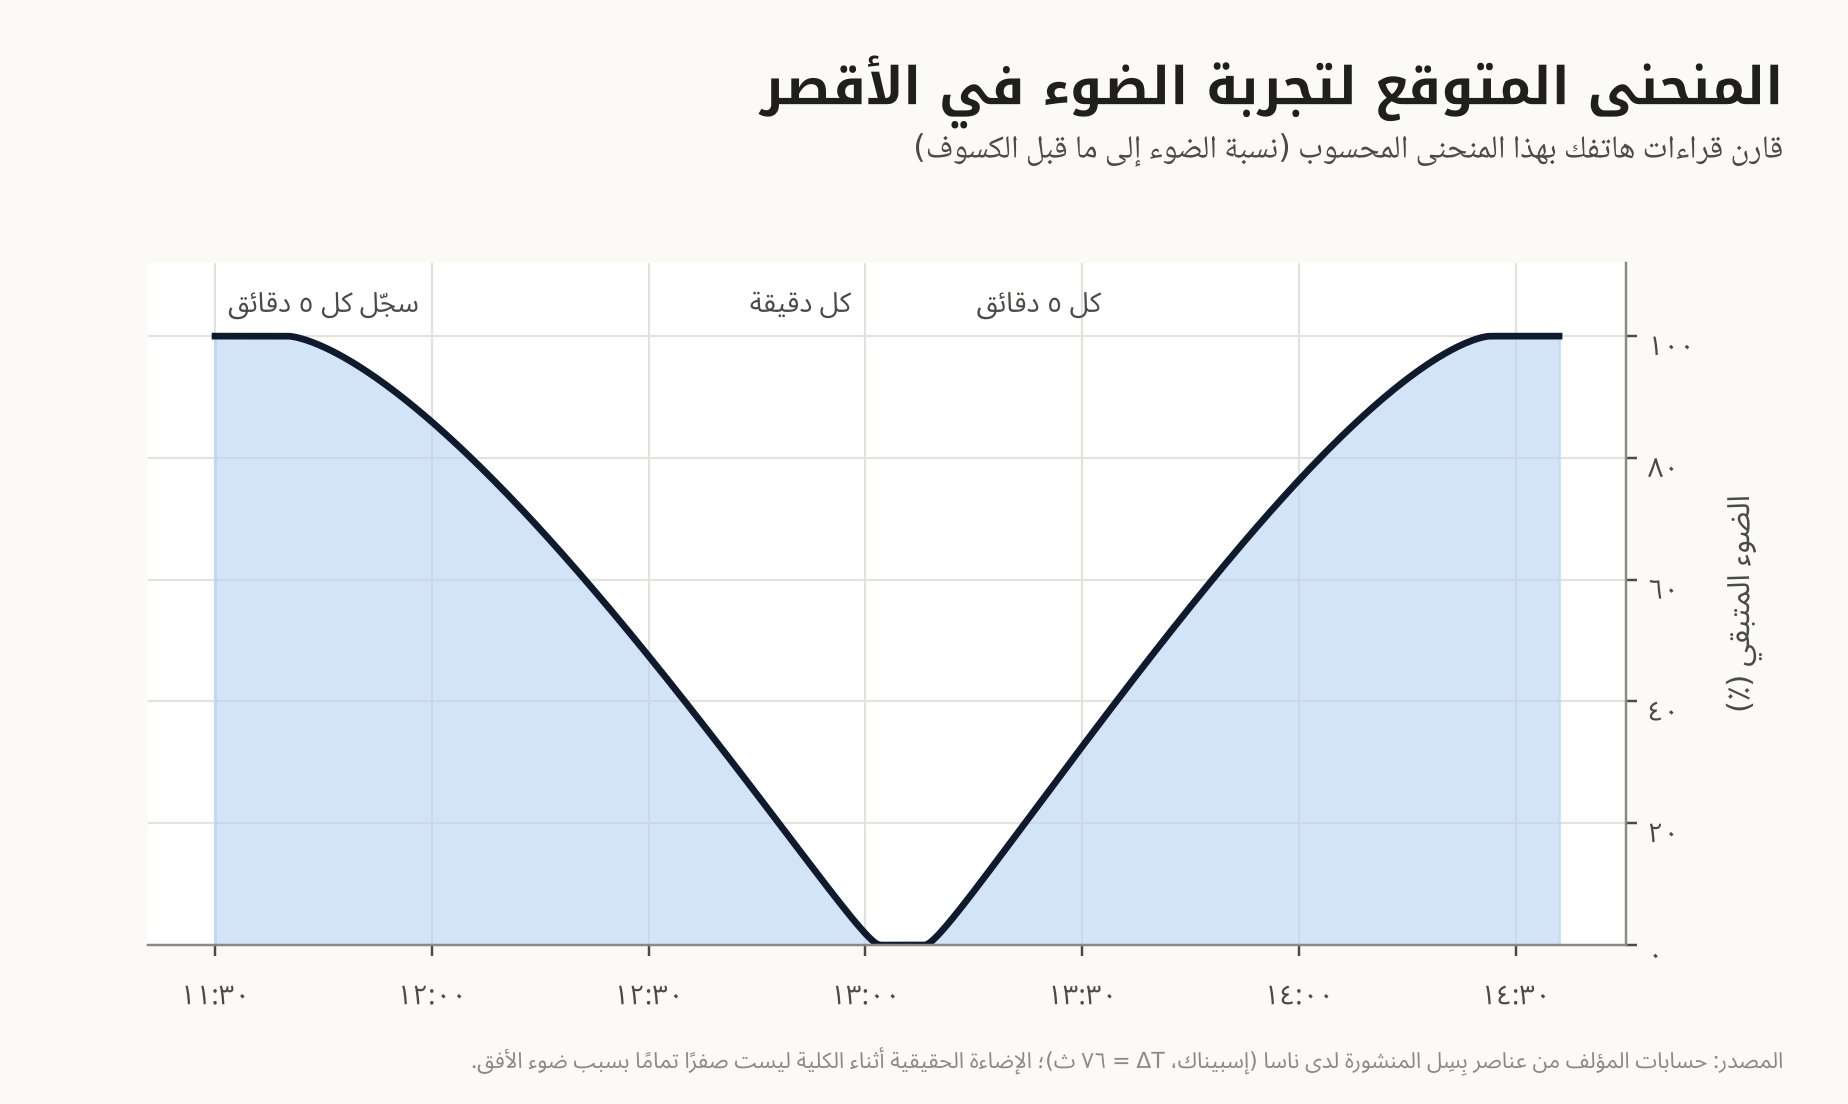 المنحنى المتوقع لتجربة الضوء في الأقصر
قارن قراءات هاتفك بهذا المنحنى المحسوب (نسبة الضوء إلى ما قبل الكسوف)
سجّل كل ٥ دقائق
كل دقيقة
كل ٥ دقائق
١٠٠
٨٠
٦٠
٤٠
٢٠
٠
الضوء المتبقي (٪)
١١:٣٠
١٢:٠٠
١٢:٣٠
١٣:٠٠
١٣:٣٠
١٤:٠٠
١٤:٣٠
المصدر: حسابات المؤلف من عناصر بِسِل المنشورة لدى ناسا (إسبيناك، ΔT = ٧٦ ث)؛ الإضاءة الحقيقية أثناء الكلية ليست صفرًا تمامًا بسبب ضوء الأفق.